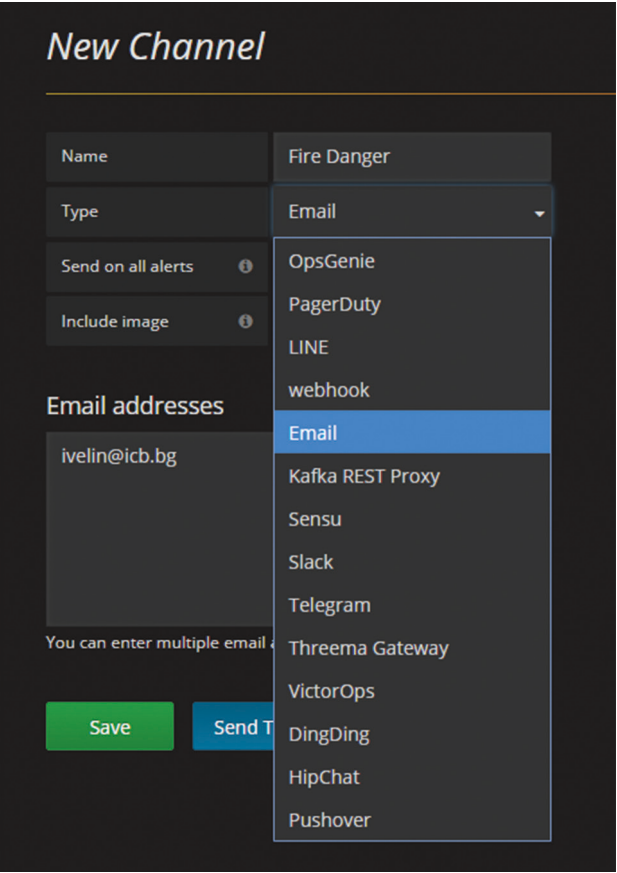 New Channel
Name
Fire Danger
Type
Email
Send on all alerts
Include image
OpsGenie
PagerDuty
LINE
webhook
Email
Kafka REST Proxy
Sensu
Slack
Telegram
Threema Gateway
VictorOps
DingDing
HipChat
Pushover
Email addresses
ivelin@icb.bg
You can enter multiple email
Save
Send T